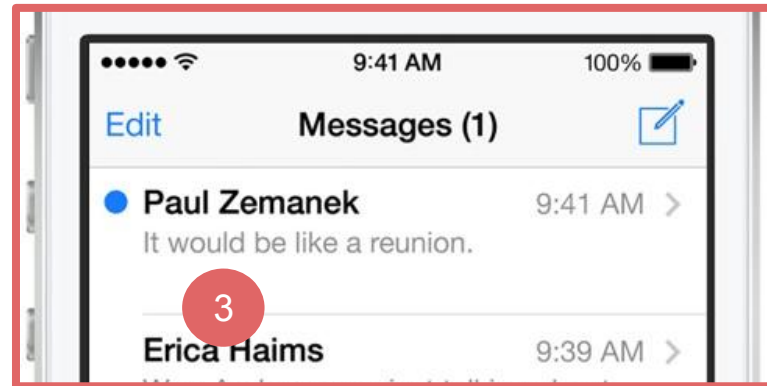 9:41 AM 100%
Edit Messages (1)
Paul Zemanek 9:41 AM
It would be like a reunion.
3
Erica Haims 9:39 AM